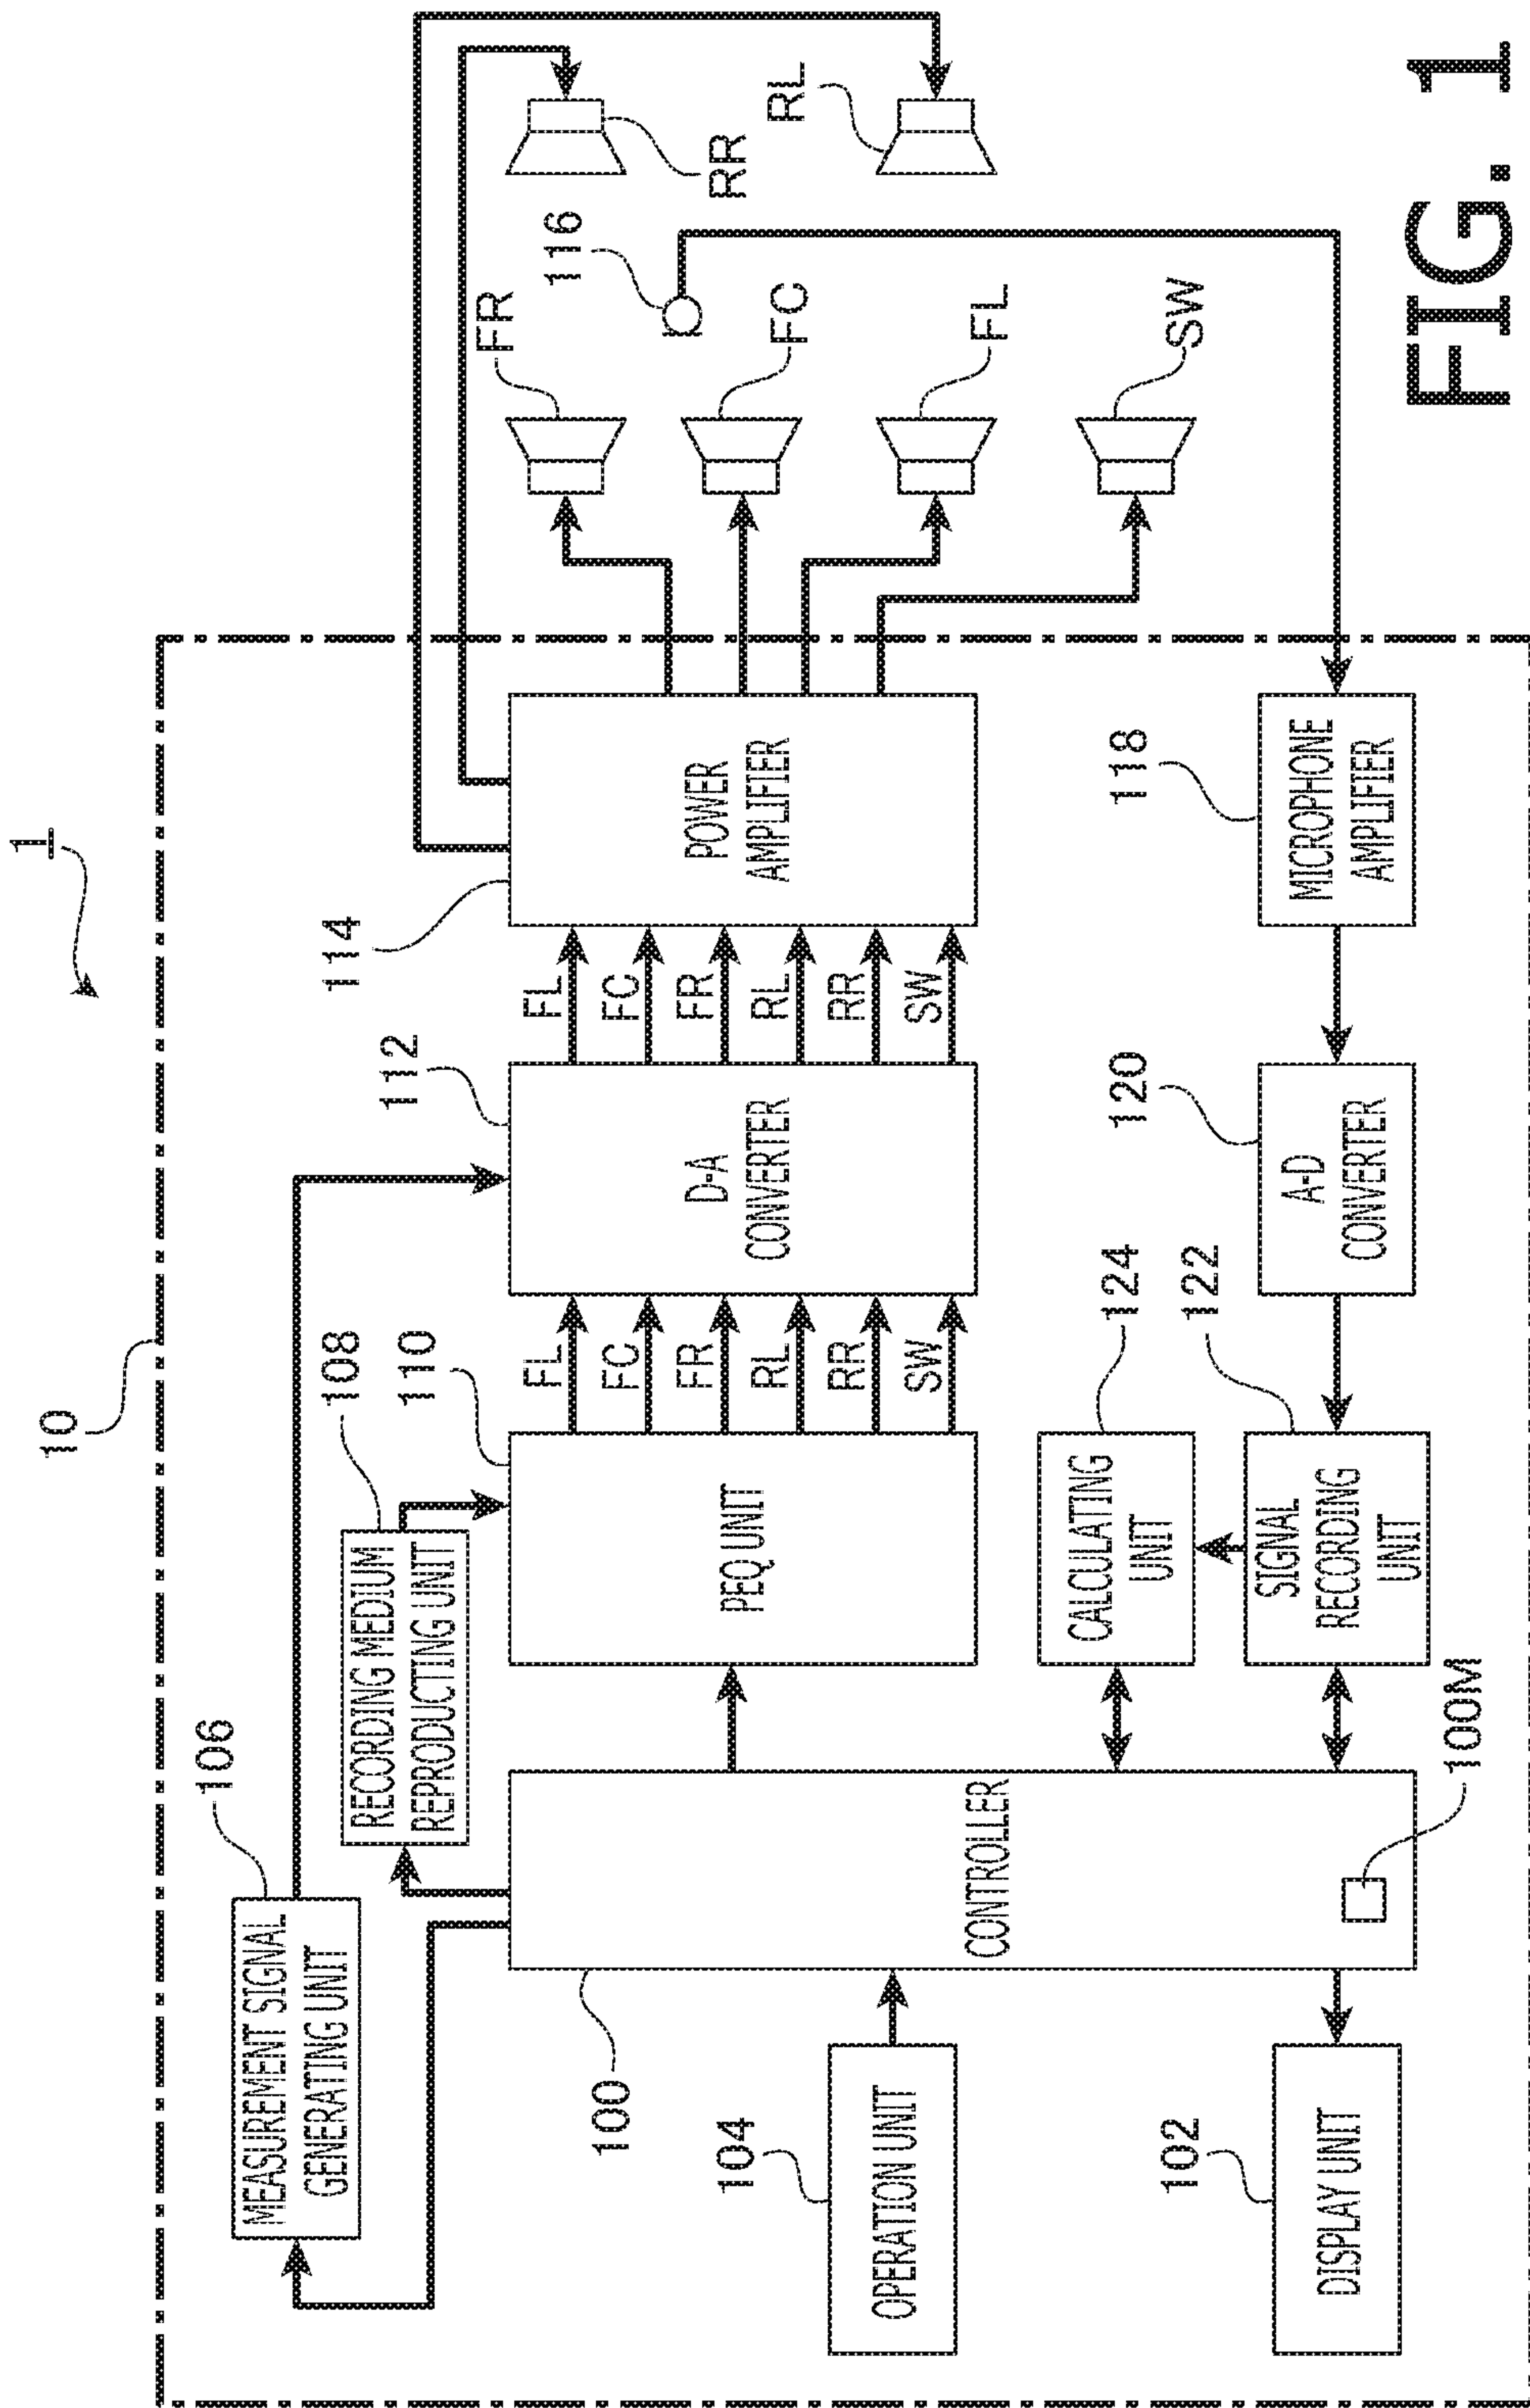 1
10
106
MEASUREMENT SIGNAL
GENERATING UNIT
108
RECORDING MEDIUM
REPRODUCING UNIT
110
PEQ UNIT
FL
FC
FR
RL
RR
SW
112
D-A
CONVERTER
FL
FC
FR
RL
RR
SW
114
POWER
AMPLIFIER
FR
FC
FL
SW
116
RR
RL
100
CONTROLLER
100M
104
OPERATION UNIT
102
DISPLAY UNIT
124
CALCULATING
UNIT
122
SIGNAL
RECORDING
UNIT
120
A-D
CONVERTER
118
MICROPHONE
AMPLIFIER
FIG. 1